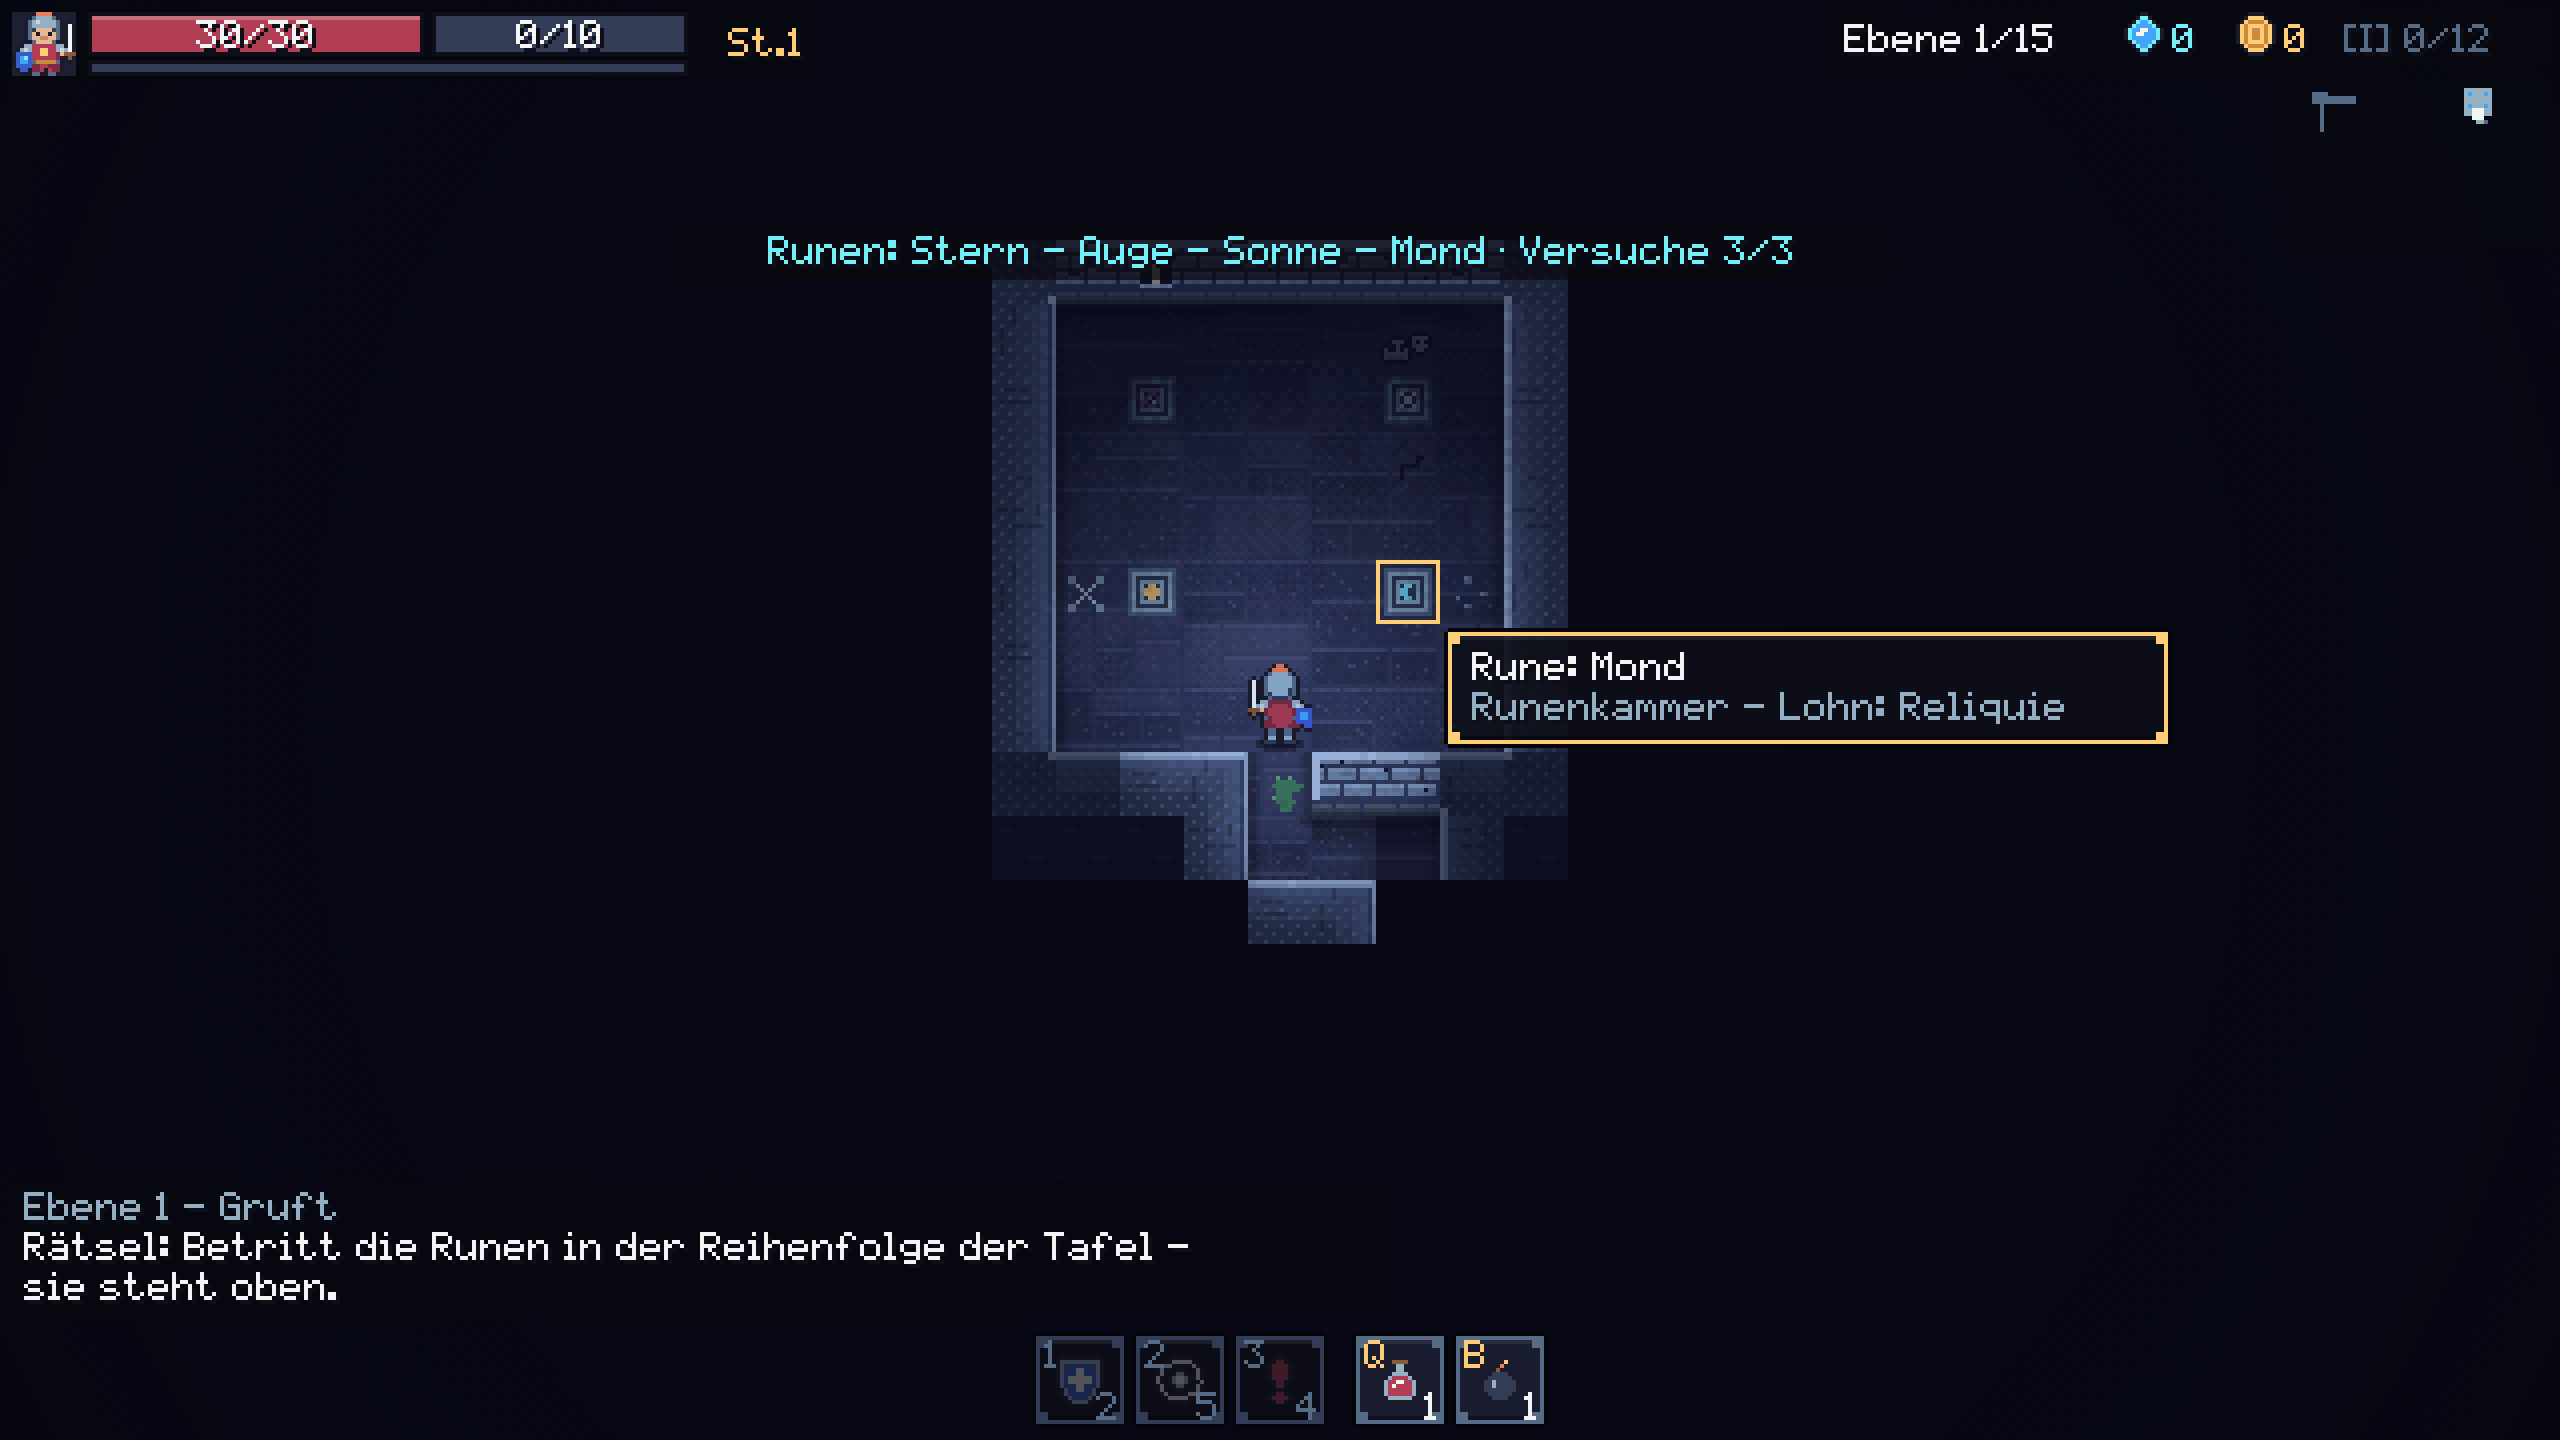 30/30 0/10 St.1 Ebene 1/15 0 0 [I] 0/12
Runen: Stern - Auge - Sonne - Mond · Versuche 3/3
Rune: Mond
Runenkammer - Lohn: Reliquie
Ebene 1 - Gruft
Rätsel: Betritt die Runen in der Reihenfolge der Tafel -
sie steht oben.
1 2 3 Q B
2 5 4 1 1